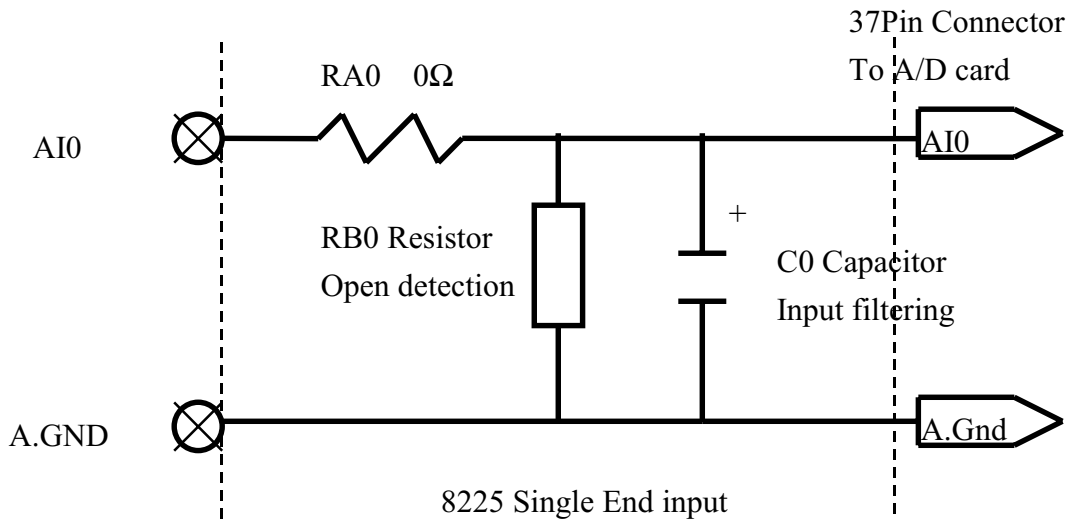 37Pin Connector
To A/D card
RA0 0Ω
AI0
AI0
RB0 Resistor
Open detection
+
C0 Capacitor
Input filtering
A.GND
A.Gnd
8225 Single End input